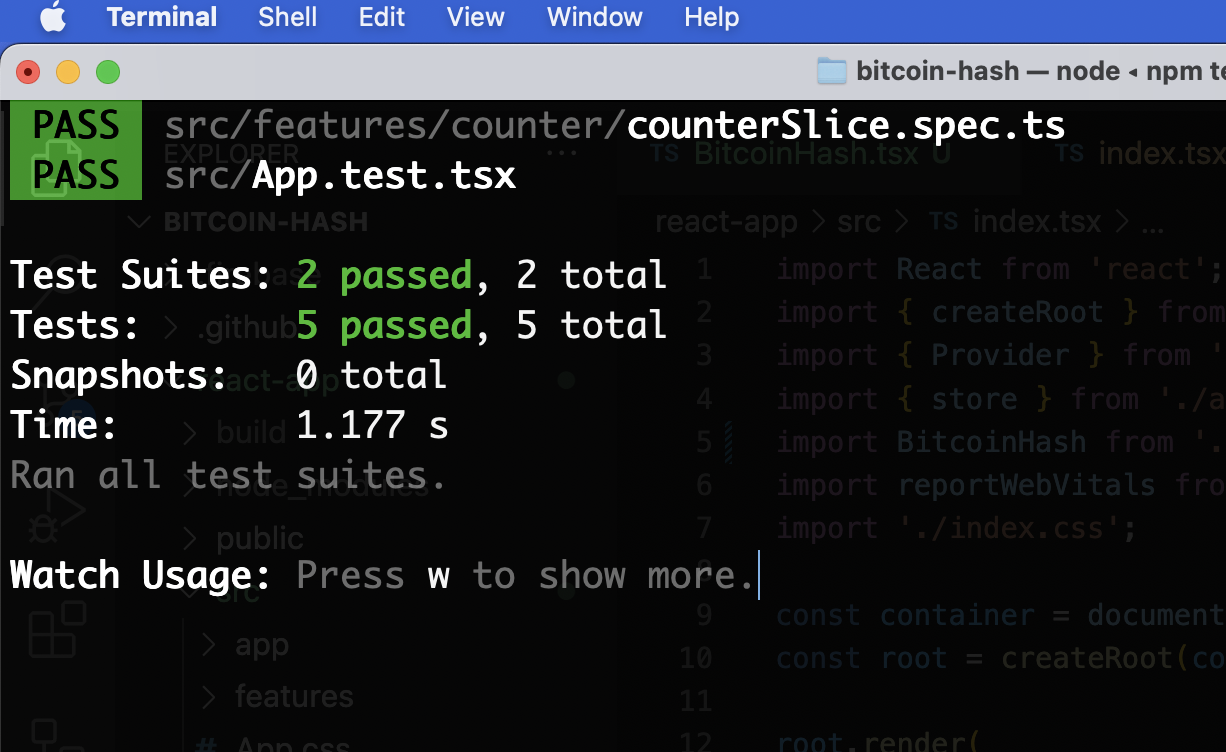 Terminal Shell Edit View Window Help
bitcoin-hash — node ◂ npm te
PASS src/features/counter/counterSlice.spec.ts
PASS src/App.test.tsx
Test Suites: 2 passed, 2 total
Tests: 5 passed, 5 total
Snapshots: 0 total
Time: 1.177 s
Ran all test suites.
Watch Usage: Press w to show more.
EXPLORER ...
BITCOIN-HASH
.github
react-app
build
node_modules
public
src
app
features
# App.css
TS BitcoinHash.tsx U TS index.tsx
react-app > src > TS index.tsx > ...
1 import React from 'react';
2 import { createRoot } from
3 import { Provider } from '
4 import { store } from './a
5 import BitcoinHash from '.
6 import reportWebVitals fro
7 import './index.css';
8
9 const container = document
10 const root = createRoot(co
11
12 root.render(